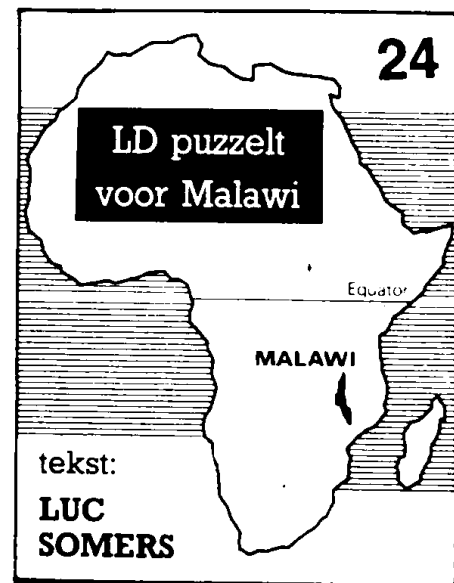 24
LD puzzelt
voor Malawi
Equator
MALAWI
tekst:
LUC
SOMERS